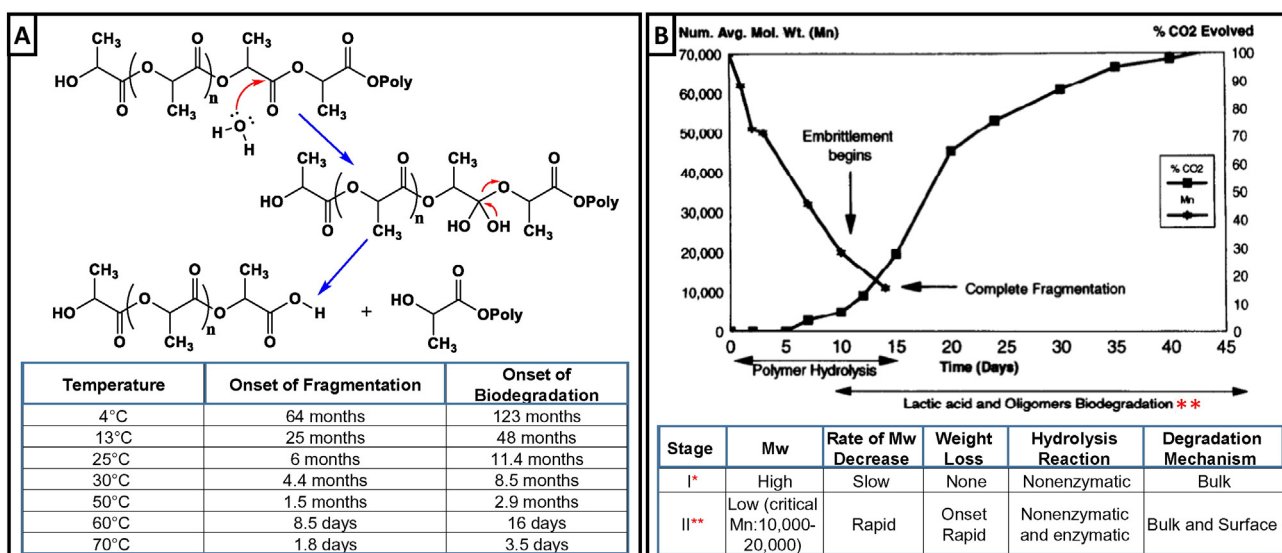 A
CH3
O
CH3
O
HO
O
O
O
OPoly
n
O
CH3
O
CH3
H
O
H
O
CH3
O
CH3
HO
O
O
O
OPoly
n
O
CH3
HO
OH
CH3
CH3
O
CH3
O
HO
O
O
O
H
n
O
CH3
O
+
HO
OPoly
CH3
Temperature
Onset of Fragmentation
Onset of
Biodegradation
4°C
64 months
123 months
13°C
25 months
48 months
25°C
6 months
11.4 months
30°C
4.4 months
8.5 months
50°C
1.5 months
2.9 months
60°C
8.5 days
16 days
70°C
1.8 days
3.5 days
B
Num. Avg. Mol. Wt. (Mn)
% CO2 Evolved
70,000
60,000
50,000
40,000
30,000
20,000
10,000
0
100
90
80
70
60
50
40
30
20
10
0
Embrittlement
begins
% CO2
Mn
Complete Fragmentation
0
5
10
15
20
25
30
35
40
45
Time (Days)
Polymer Hydrolysis
Lactic acid and Oligomers Biodegradation **
Stage
Mw
Rate of Mw
Decrease
Weight
Loss
Hydrolysis
Reaction
Degradation
Mechanism
I*
High
Slow
None
Nonenzymatic
Bulk
II**
Low (critical
Mn:10,000-
20,000)
Rapid
Onset
Rapid
Nonenzymatic
and enzymatic
Bulk and Surface